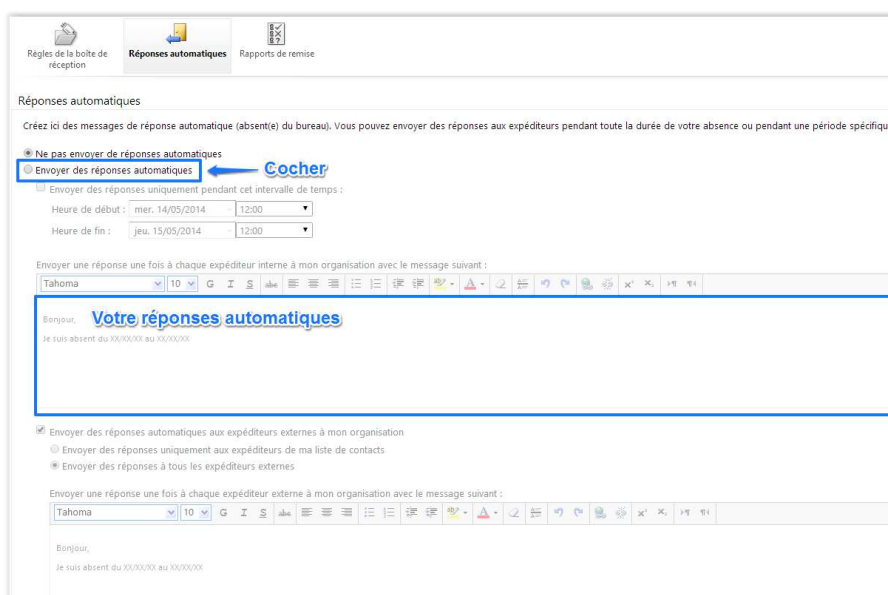 Règles de la boîte de réception
Réponses automatiques
Rapports de remise
Réponses automatiques
Créez ici des messages de réponse automatique (absent(e) du bureau). Vous pouvez envoyer des réponses aux expéditeurs pendant toute la durée de votre absence ou pendant une période spécifiqu
Ne pas envoyer de réponses automatiques
Envoyer des réponses automatiques Cocher
Envoyer des réponses uniquement pendant cet intervalle de temps :
Heure de début : mer. 14/05/2014 12:00
Heure de fin : jeu. 15/05/2014 12:00
Envoyer une réponse une fois à chaque expéditeur interne à mon organisation avec le message suivant :
Tahoma 10 G I S abc
Bonjour, Votre réponses automatiques
Je suis absent du XX/XX/XX au XX/XX/XX
Envoyer des réponses automatiques aux expéditeurs externes à mon organisation
Envoyer des réponses uniquement aux expéditeurs de ma liste de contacts
Envoyer des réponses à tous les expéditeurs externes
Envoyer une réponse une fois à chaque expéditeur externe à mon organisation avec le message suivant :
Tahoma 10 G I S abc
Bonjour,
Je suis absent du XX/XX/XX au XX/XX/XX